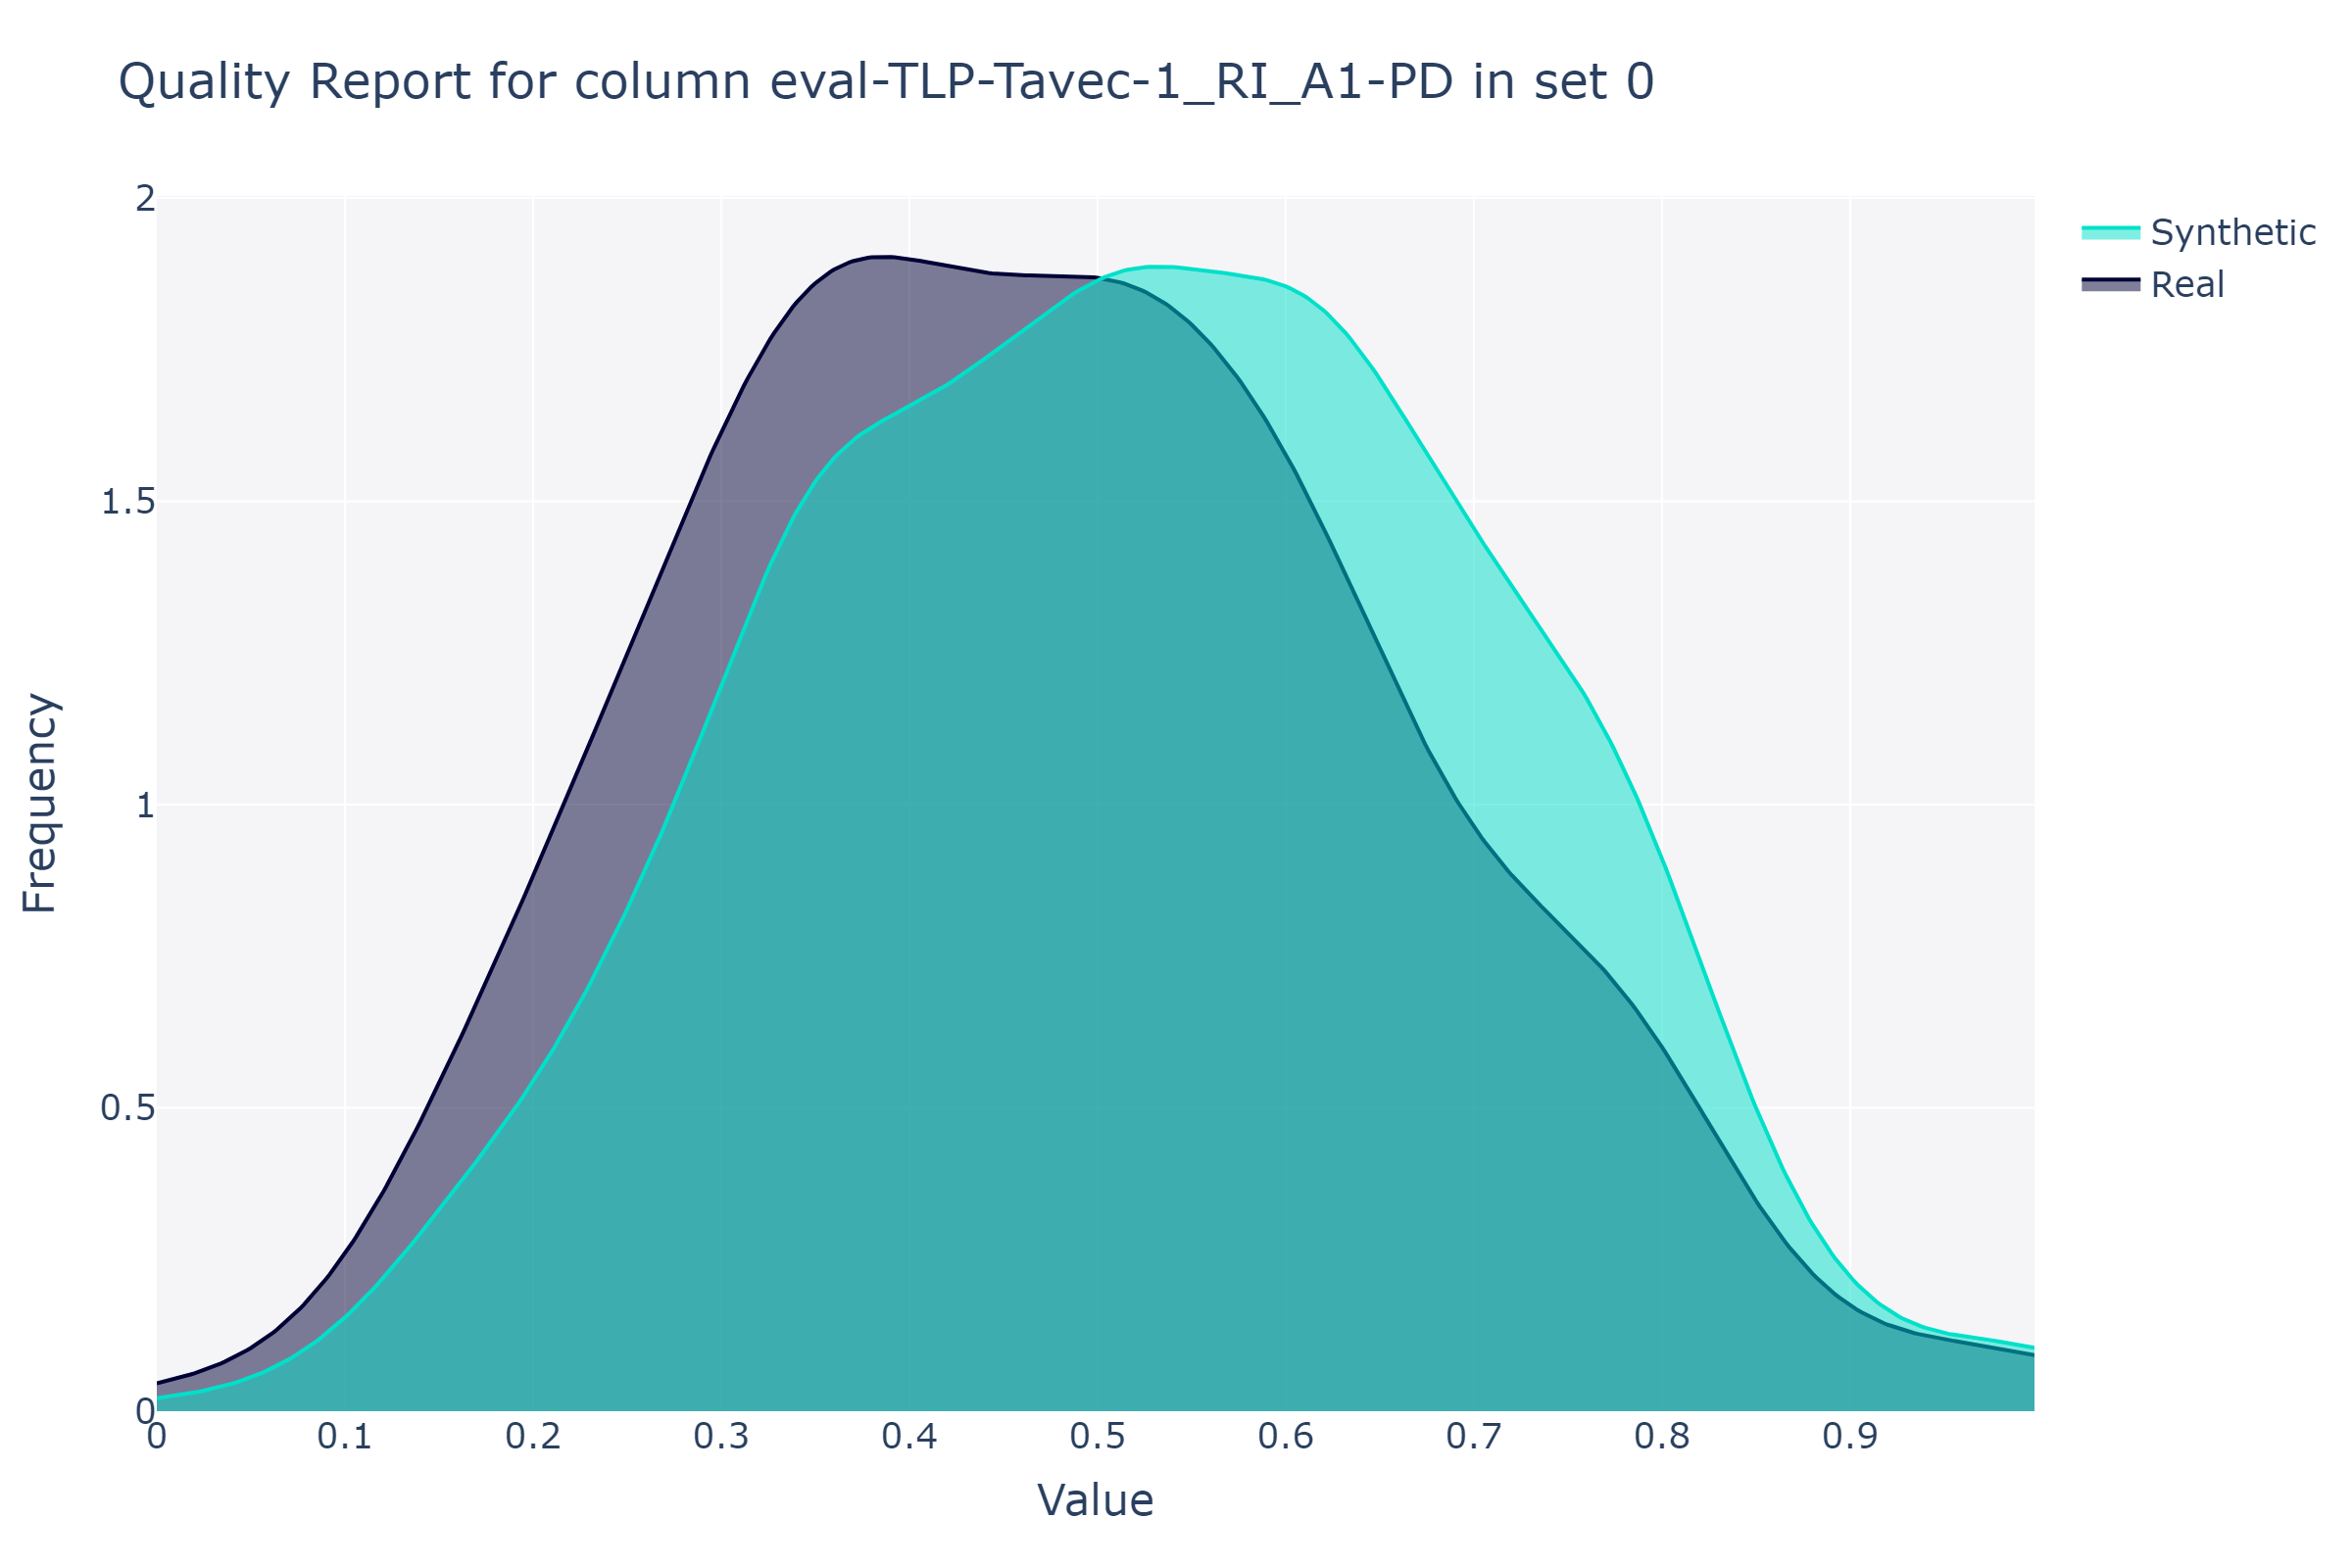 Quality Report for column eval-TLP-Tavec-1_RI_A1-PD in set 0
Synthetic
Real
Frequency
2
1.5
1
0.5
0
0 0.1 0.2 0.3 0.4 0.5 0.6 0.7 0.8 0.9
Value